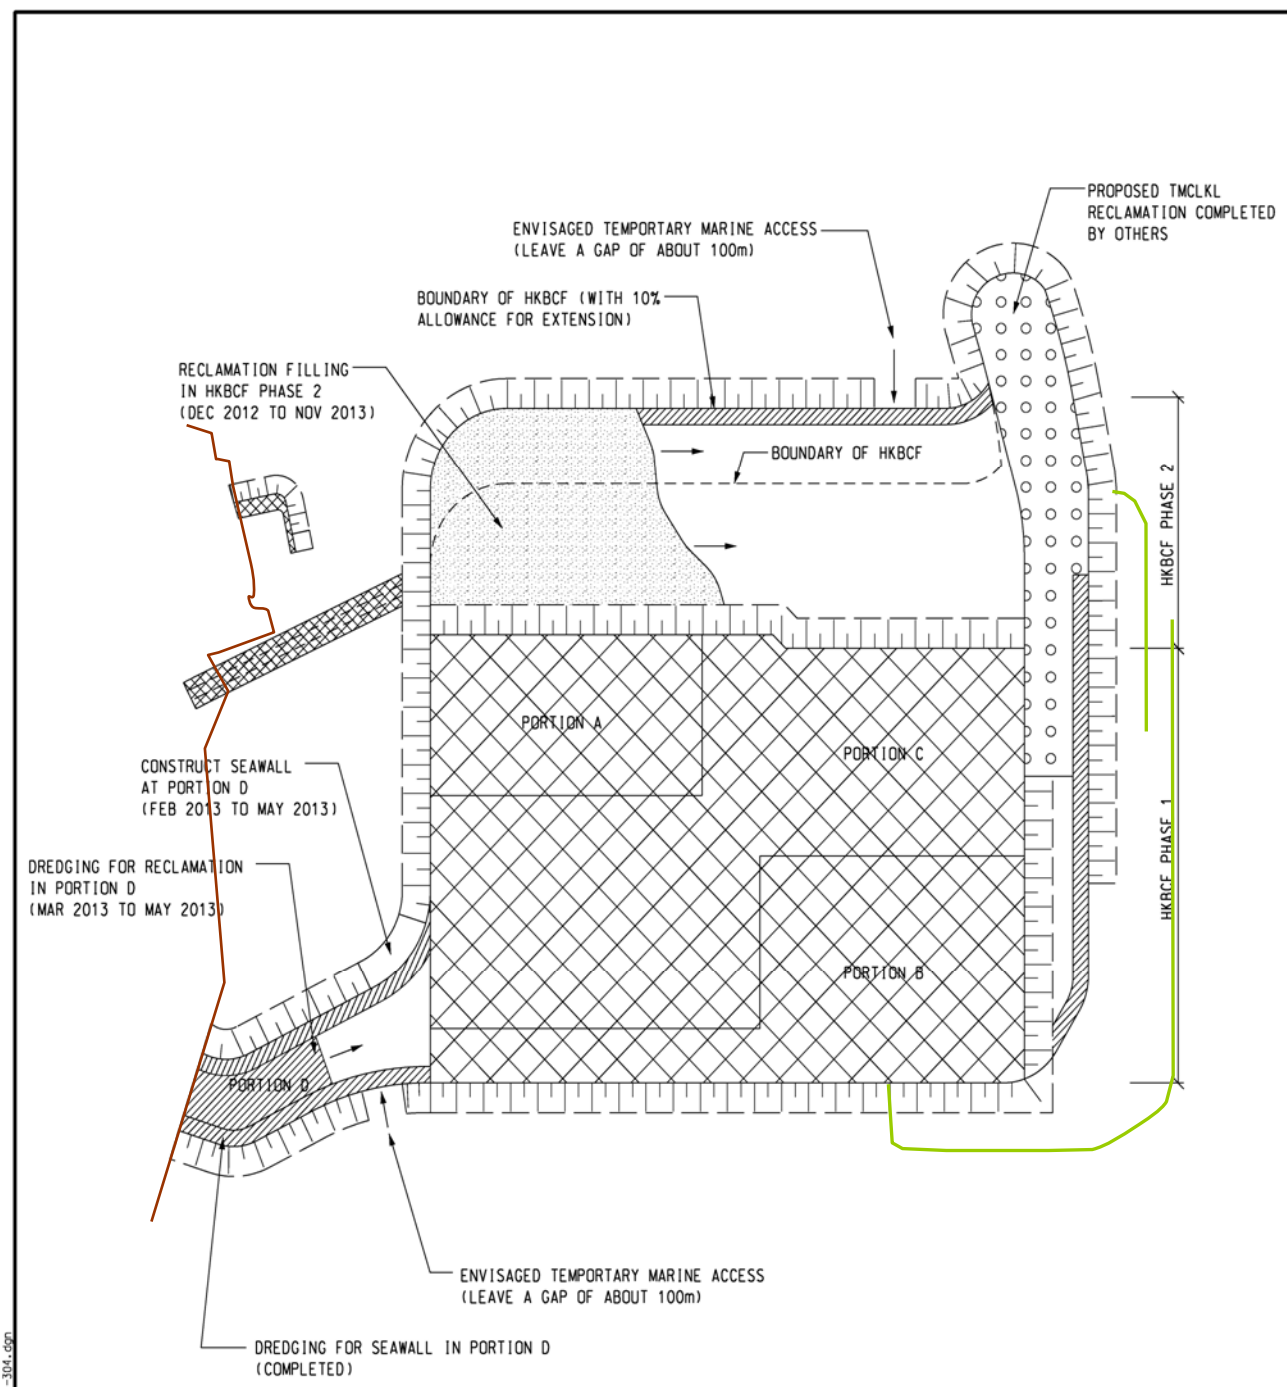 PROPOSED TMCLKL
RECLAMATION COMPLETED
BY OTHERS
ENVISAGED TEMPORTARY MARINE ACCESS
(LEAVE A GAP OF ABOUT 100m)
BOUNDARY OF HKBCF (WITH 10%
ALLOWANCE FOR EXTENSION)
RECLAMATION FILLING
IN HKBCF PHASE 2
(DEC 2012 TO NOV 2013)
BOUNDARY OF HKBCF
HKBCF PHASE 2
PORTION A
PORTION C
CONSTRUCT SEAWALL
AT PORTION D
(FEB 2013 TO MAY 2013)
HKBCF PHASE 1
DREDGING FOR RECLAMATION
IN PORTION D
(MAR 2013 TO MAY 2013)
PORTION B
PORTION D
ENVISAGED TEMPORTARY MARINE ACCESS
(LEAVE A GAP OF ABOUT 100m)
DREDGING FOR SEAWALL IN PORTION D
(COMPLETED)
-304.dgn